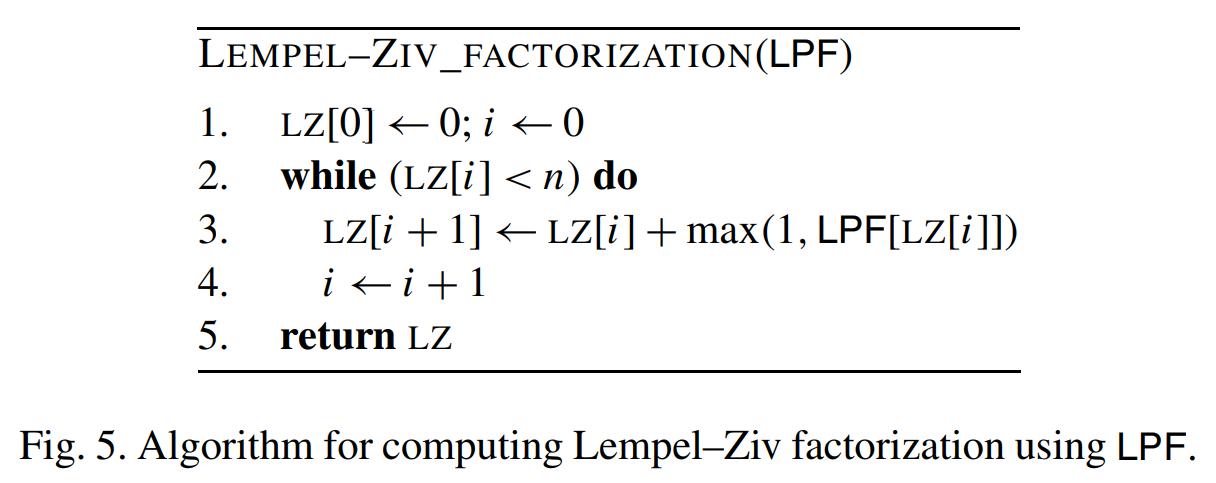 LEMPEL–ZIV_FACTORIZATION(LPF)
1. LZ[0] ← 0; i ← 0
2. while (LZ[i] < n) do
3. LZ[i + 1] ← LZ[i] + max(1, LPF[LZ[i]])
4. i ← i + 1
5. return LZ
Fig. 5. Algorithm for computing Lempel–Ziv factorization using LPF.